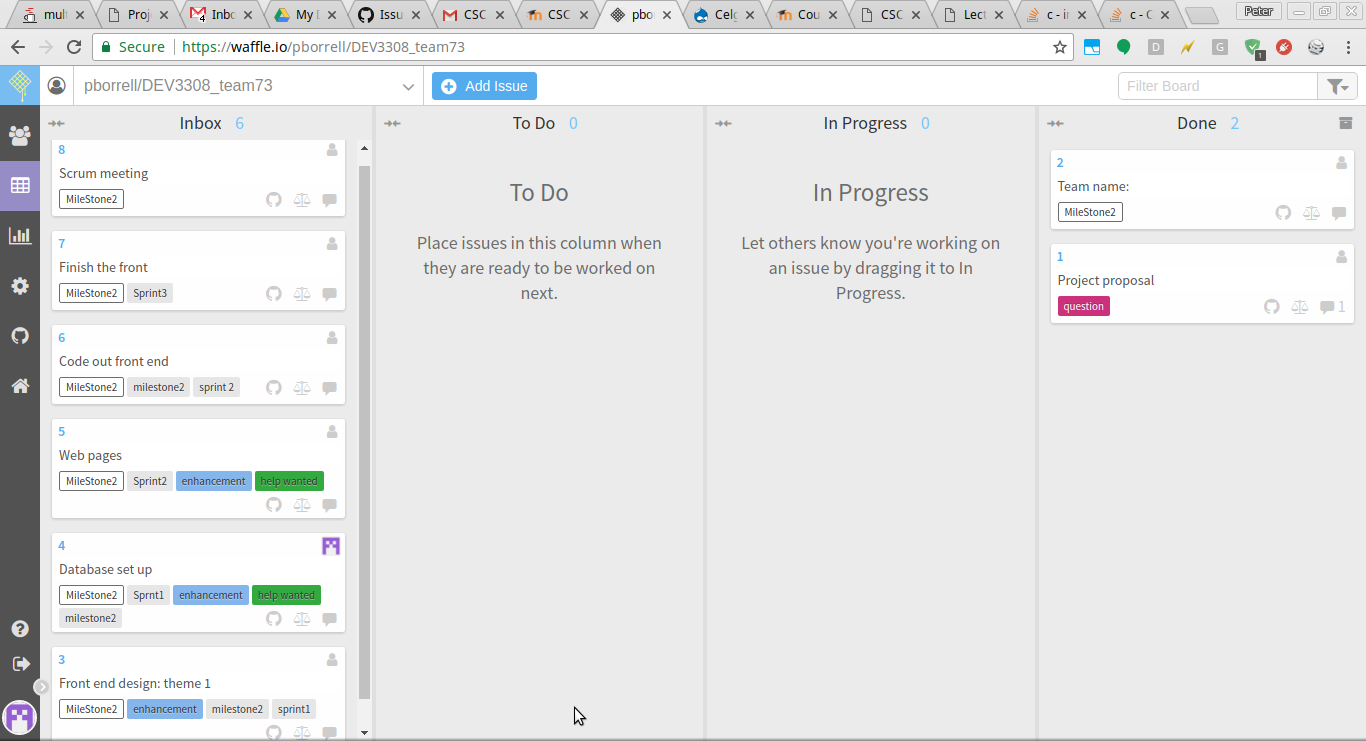 mult
Proj
4
Inbo
My D
Issu
CSC
CSC
pbo
Celg
Cou
CSC
Lect
c - i
c - C
Peter
Secure
https://waffle.io/pborrell/DEV3308_team73
D
G
1
pborrell/DEV3308_team73
Add Issue
Filter Board
Inbox 6
To Do 0
In Progress 0
Done 2
8
Scrum meeting
MileStone2
7
Finish the front
MileStone2 Sprint3
6
Code out front end
MileStone2 milestone2 sprint 2
5
Web pages
MileStone2 Sprint2 enhancement help wanted
4
Database set up
MileStone2 Sprnt1 enhancement help wanted
milestone2
3
Front end design: theme 1
MileStone2 enhancement milestone2 sprint1
To Do
Place issues in this column when
they are ready to be worked on
next.
In Progress
Let others know you're working on
an issue by dragging it to In
Progress.
2
Team name:
MileStone2
1
Project proposal
question
1